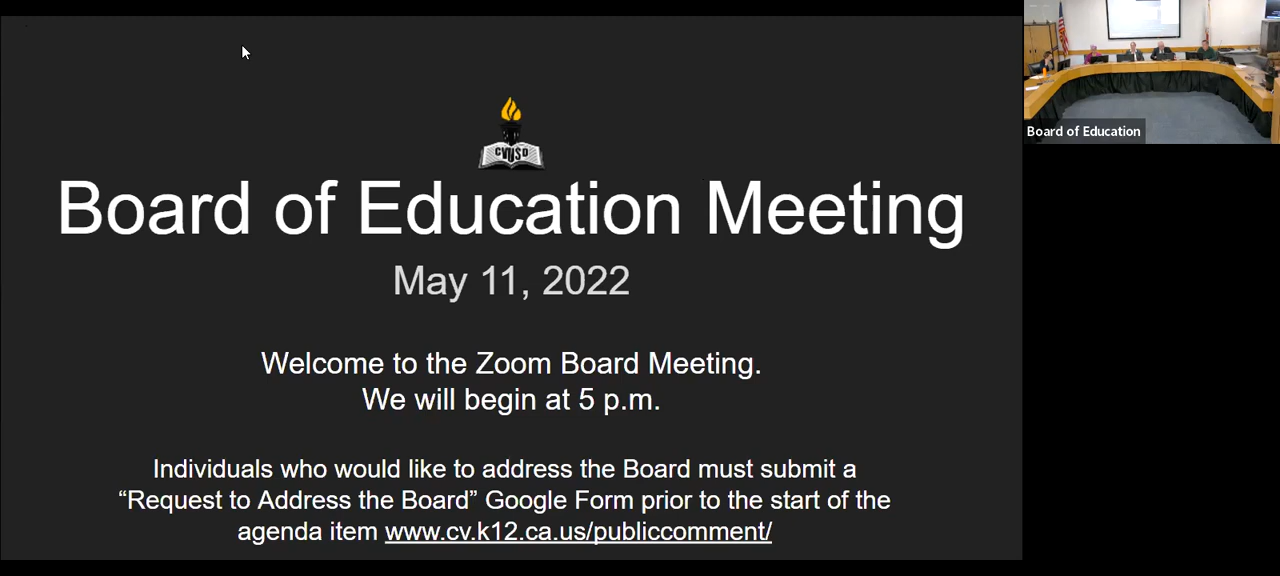 CVUSD
Board of Education Meeting
May 11, 2022
Welcome to the Zoom Board Meeting.
We will begin at 5 p.m.
Individuals who would like to address the Board must submit a
“Request to Address the Board” Google Form prior to the start of the
agenda item www.cv.k12.ca.us/publiccomment/
Board of Education